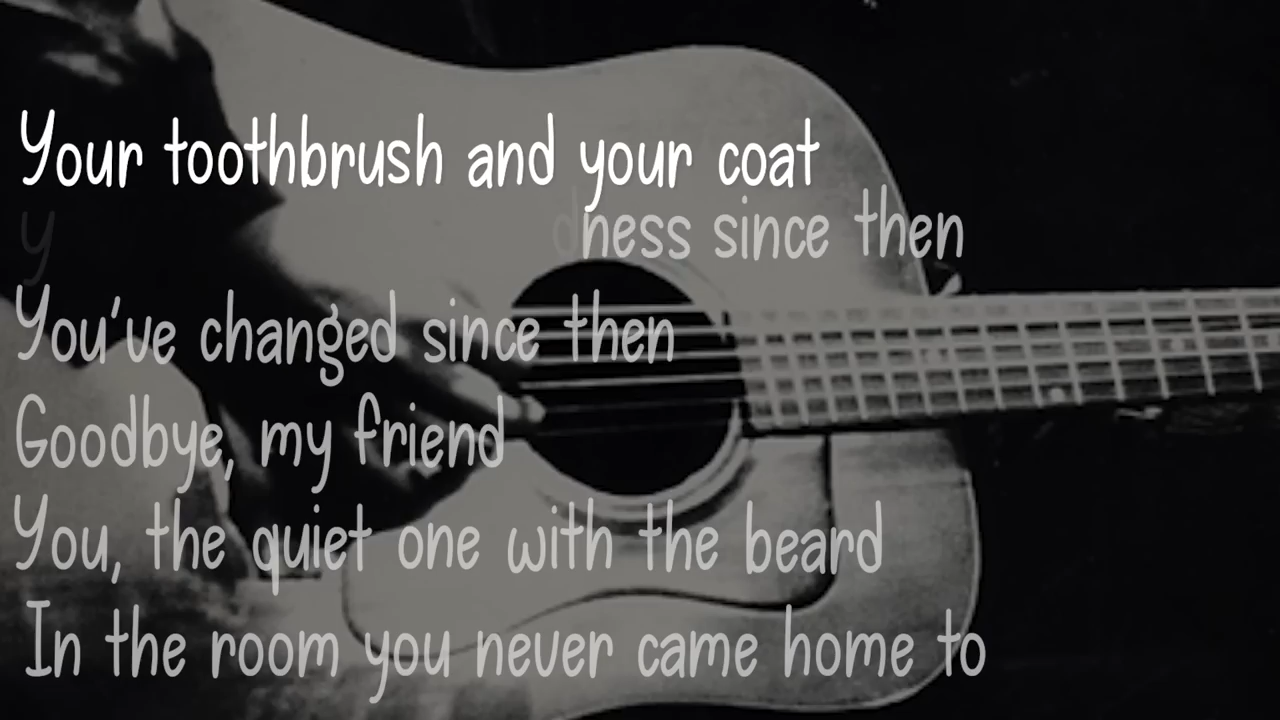 Your toothbrush and your coat
y dness since then
You've changed since then
Goodbye, my friend
You, the quiet one with the beard
In the room you never came home to